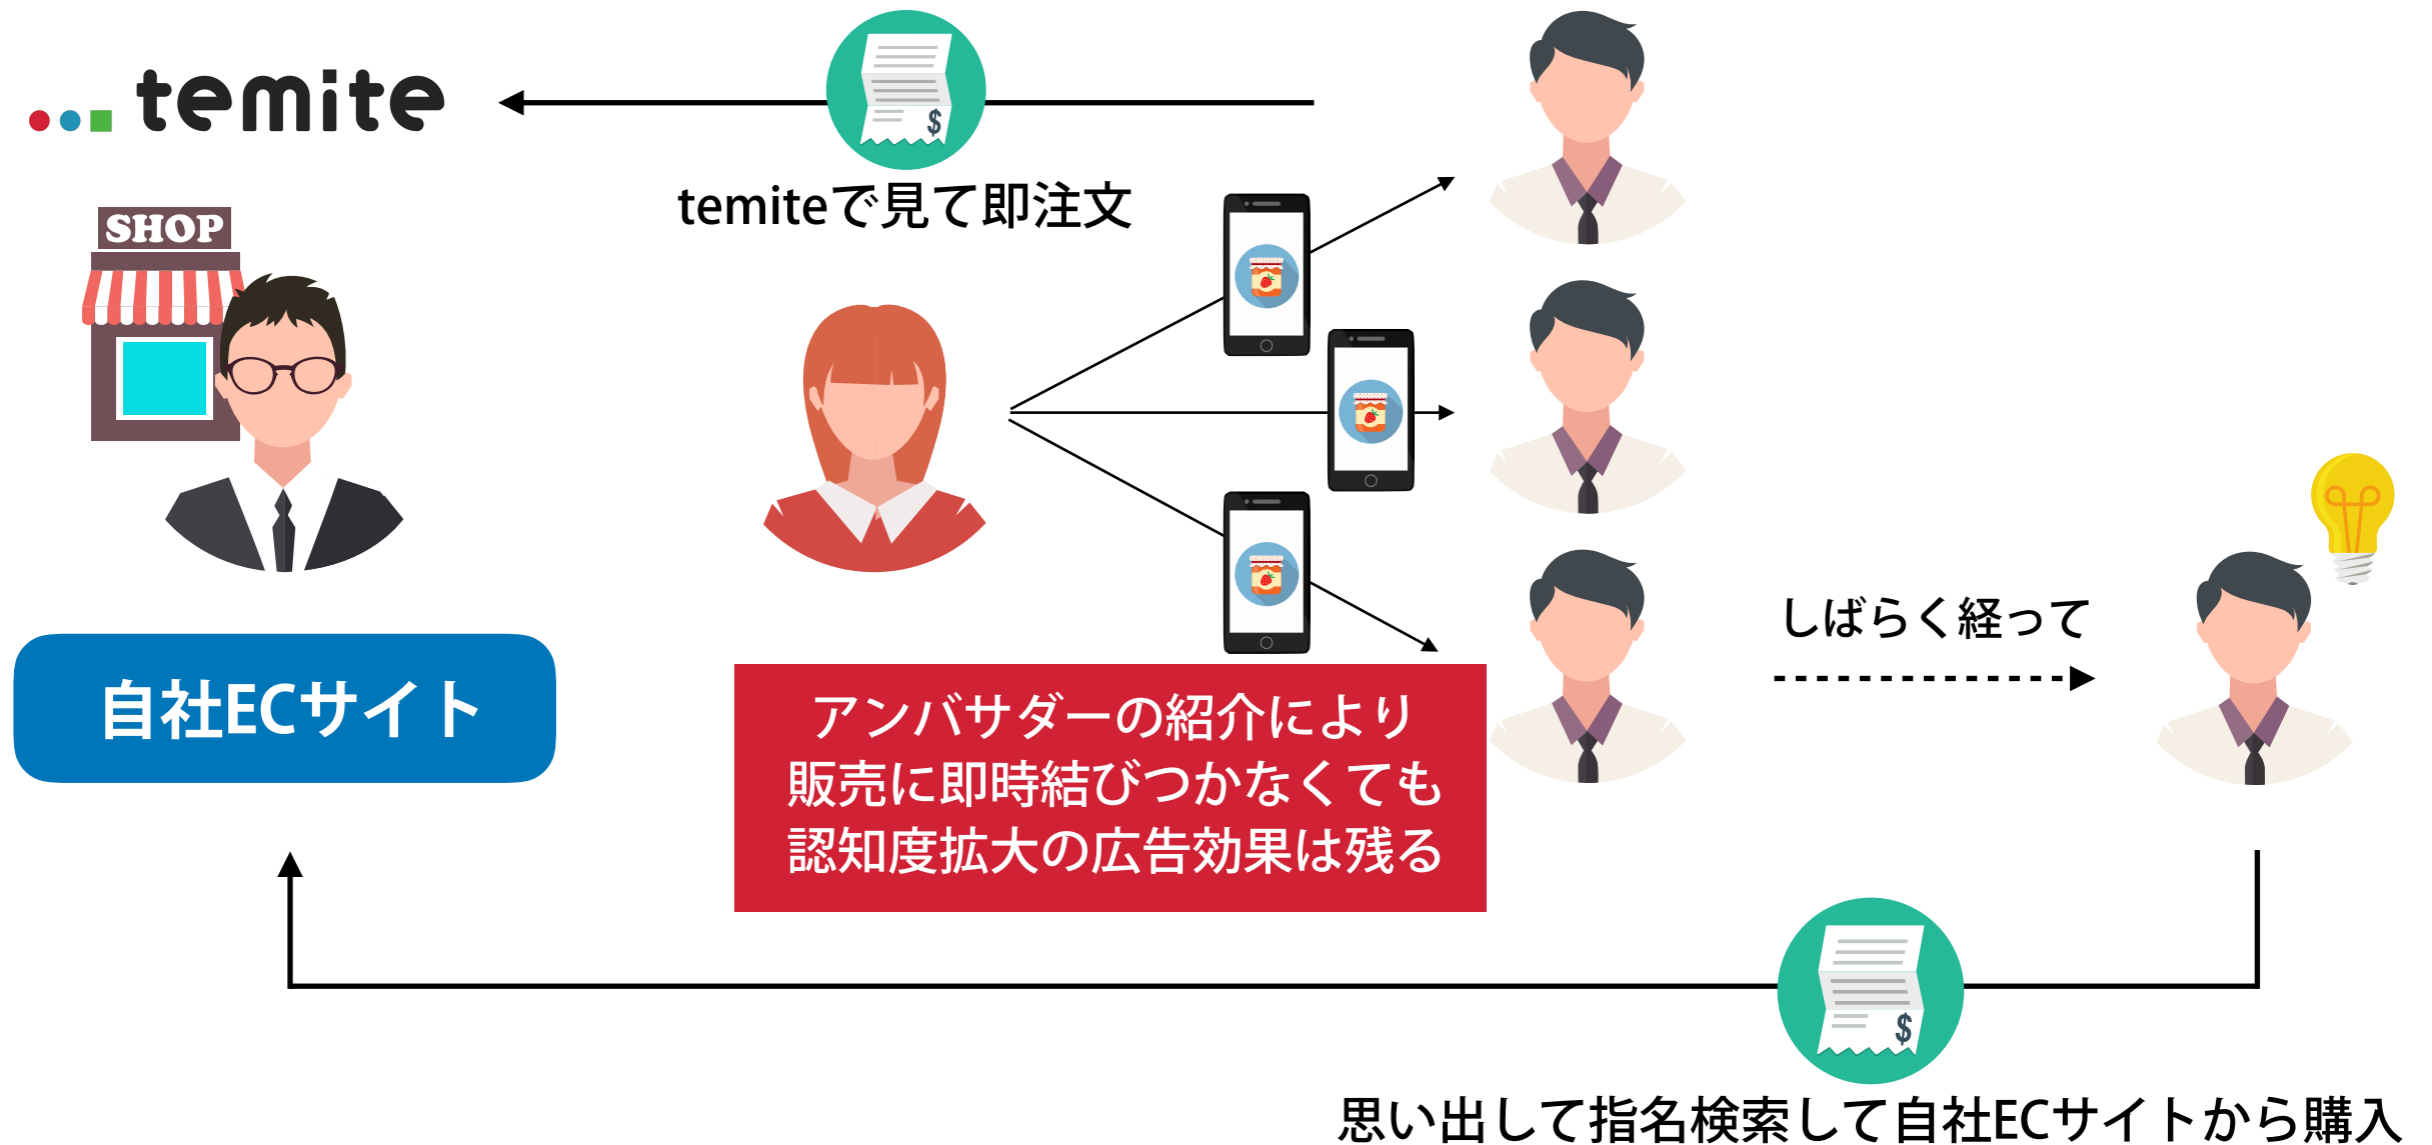 temite
temiteで見て即注文
SHOP
しばらく経って
自社ECサイト
アンバサダーの紹介により
販売に即時結びつかなくても
認知度拡大の広告効果は残る
$
$
思い出して指名検索して自社ECサイトから購入